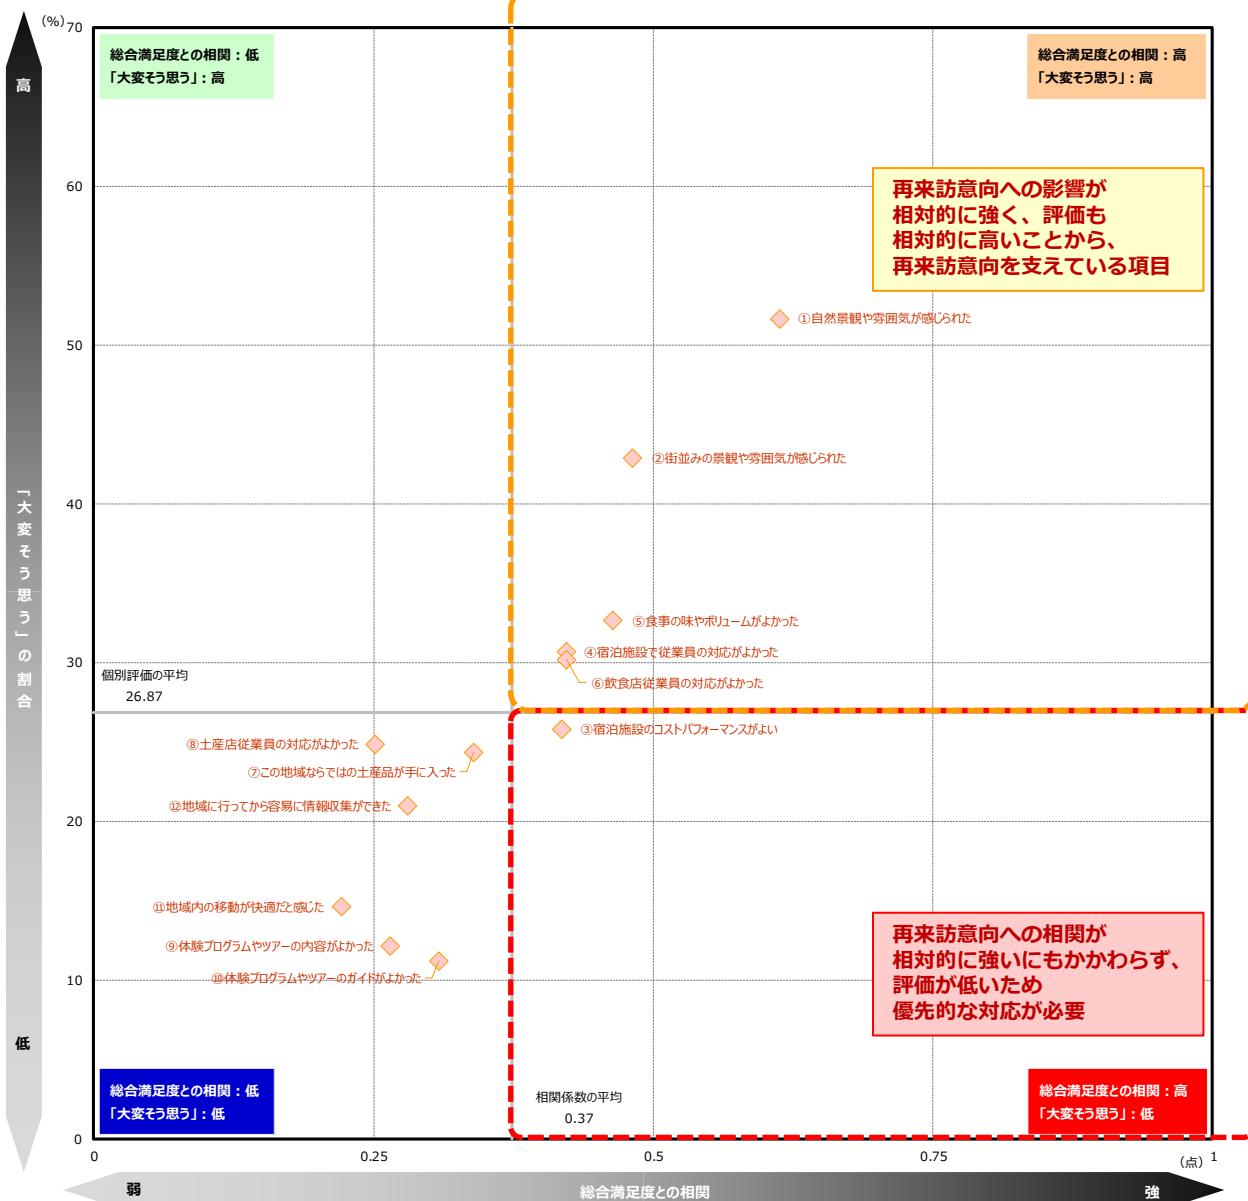 (%)
70
60
50
40
30
20
10
0
高
「大変そう思う」の割合
低
総合満足度との相関：低
「大変そう思う」：高
総合満足度との相関：高
「大変そう思う」：高
再来訪意向への影響が
相対的に強く、評価も
相対的に高いことから、
再来訪意向を支えている項目
①自然景観や雰囲気が感じられた
②街並みの景観や雰囲気が感じられた
⑤食事の味やボリュームがよかった
④宿泊施設で従業員の対応がよかった
⑥飲食店従業員の対応がよかった
個別評価の平均
26.87
③宿泊施設のコストパフォーマンスがよい
⑧土産店従業員の対応がよかった
⑦この地域ならではの土産品が手に入った
⑫地域に行ってから容易に情報収集ができた
⑪地域内の移動が快適だと感じた
⑨体験プログラムやツアーの内容がよかった
⑩体験プログラムやツアーのガイドがよかった
再来訪意向への相関が
相対的に強いにもかかわらず、
評価が低いため
優先的な対応が必要
総合満足度との相関：低
「大変そう思う」：低
相関係数の平均
0.37
総合満足度との相関：高
「大変そう思う」：低
0
0.25
0.5
0.75
(点)
1
弱
総合満足度との相関
強